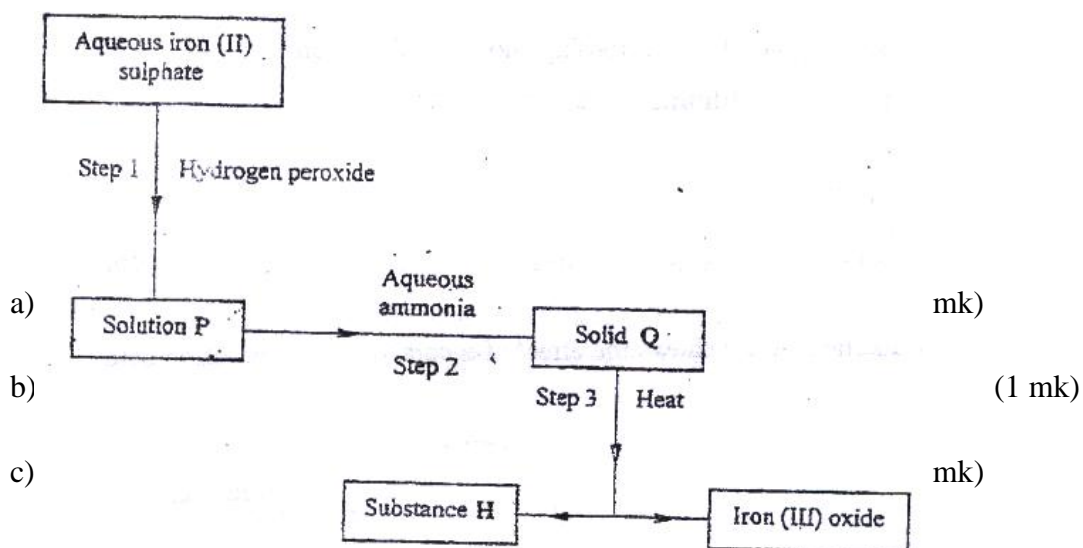 Aqueous iron (II)
sulphate
Step 1 Hydrogen peroxide
Aqueous
ammonia
a)
Solution P
Solid Q
mk)
Step 2
Step 3 Heat
b)
(1 mk)
c)
mk)
Substance H
Iron (III) oxide